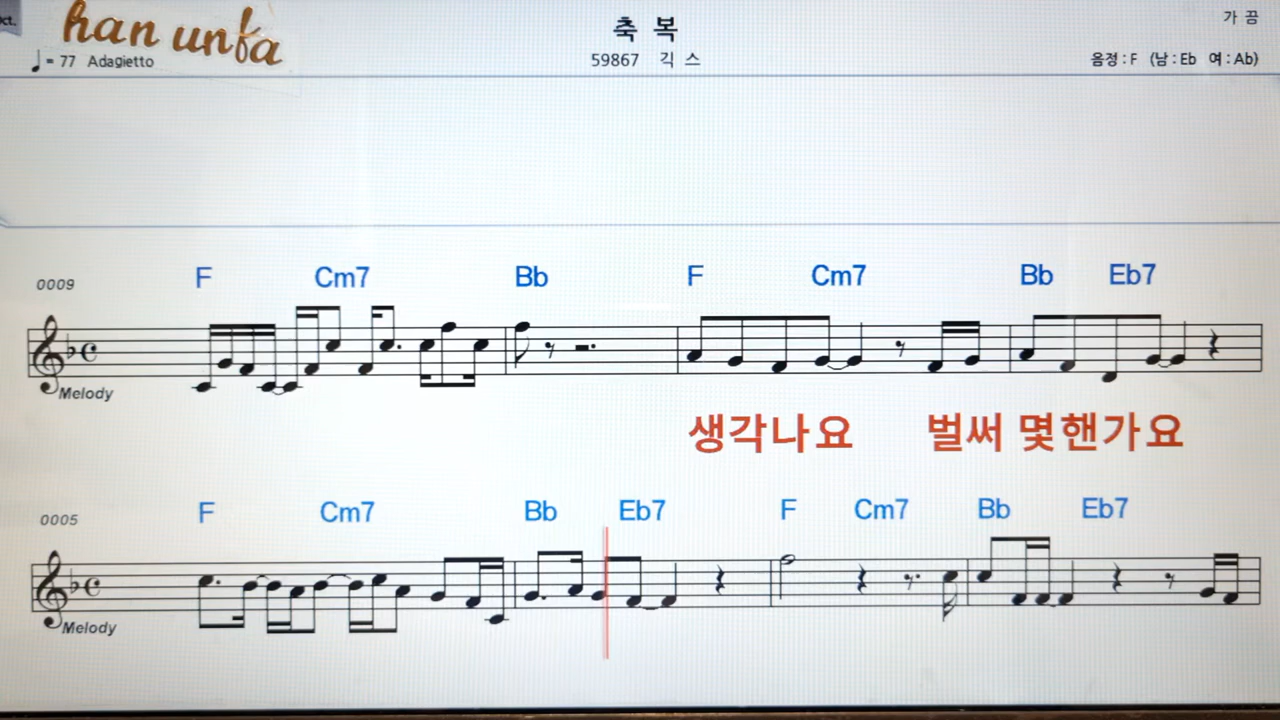 ct.
han unfa
축 복
가 끔
♩= 77 Adagietto
59867 긱 스
음정 : F (남 : Eb 여 : Ab)
0009 F Cm7 Bb F Cm7 Bb Eb7
Melody
생각나요 벌써 몇핸가요
0005 F Cm7 Bb Eb7 F Cm7 Bb Eb7
Melody